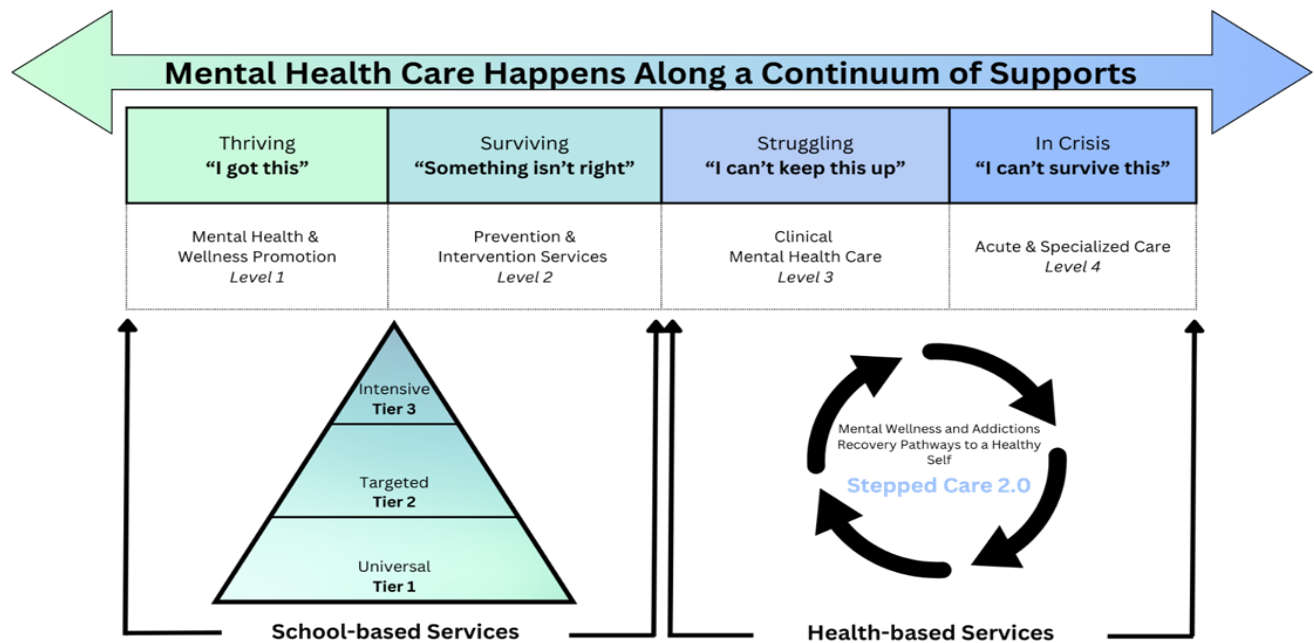 Mental Health Care Happens Along a Continuum of Supports
Thriving
“I got this”
Surviving
“Something isn’t right”
Struggling
“I can’t keep this up”
In Crisis
“I can’t survive this”
Mental Health &
Wellness Promotion
Level 1
Prevention &
Intervention Services
Level 2
Clinical
Mental Health Care
Level 3
Acute & Specialized Care
Level 4
Intensive
Tier 3
Targeted
Tier 2
Universal
Tier 1
School-based Services
Mental Wellness and Addictions
Recovery Pathways to a Healthy
Self
Stepped Care 2.0
Health-based Services